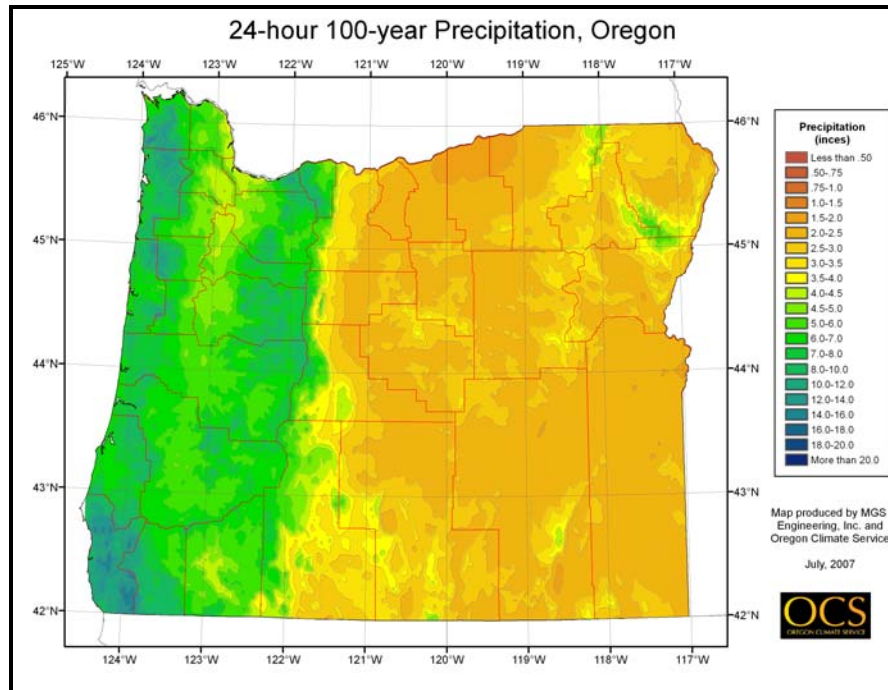 24-hour 100-year Precipitation, Oregon
125°W 124°W 123°W 122°W 121°W 120°W 119°W 118°W 117°W
46°N 46°N
45°N 45°N
44°N 44°N
43°N 43°N
42°N 42°N
124°W 123°W 122°W 121°W 120°W 119°W 118°W 117°W
Precipitation
(inces)
Less than .50
.50-.75
.75-1.0
1.0-1.5
1.5-2.0
2.0-2.5
2.5-3.0
3.0-3.5
3.5-4.0
4.0-4.5
4.5-5.0
5.0-6.0
6.0-7.0
7.0-8.0
8.0-10.0
10.0-12.0
12.0-14.0
14.0-16.0
16.0-18.0
18.0-20.0
More than 20.0
Map produced by MGS
Engineering, Inc. and
Oregon Climate Service
July, 2007
OCS
OREGON CLIMATE SERVICE